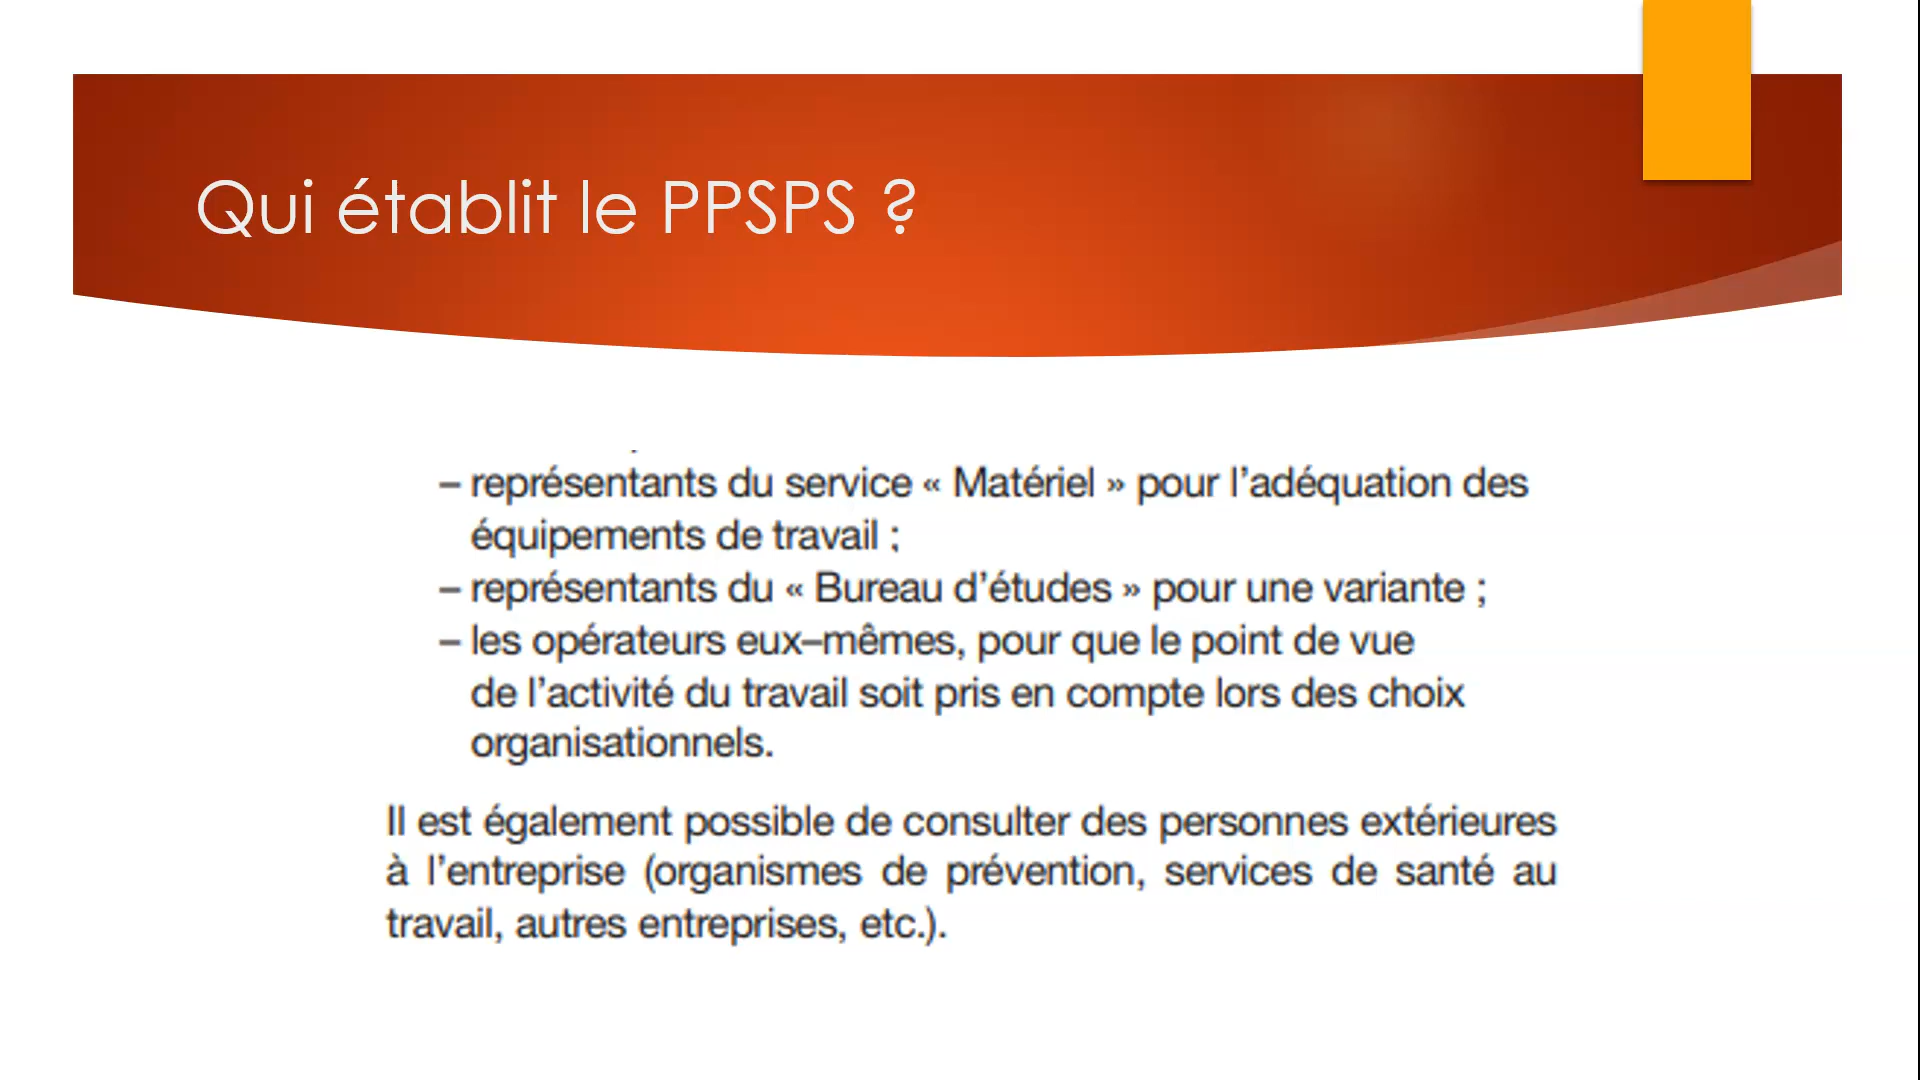 Qui établit le PPSPS ?
– représentants du service « Matériel » pour l’adéquation des
équipements de travail ;
– représentants du « Bureau d’études » pour une variante ;
– les opérateurs eux–mêmes, pour que le point de vue
de l’activité du travail soit pris en compte lors des choix
organisationnels.
Il est également possible de consulter des personnes extérieures
à l’entreprise (organismes de prévention, services de santé au
travail, autres entreprises, etc.).